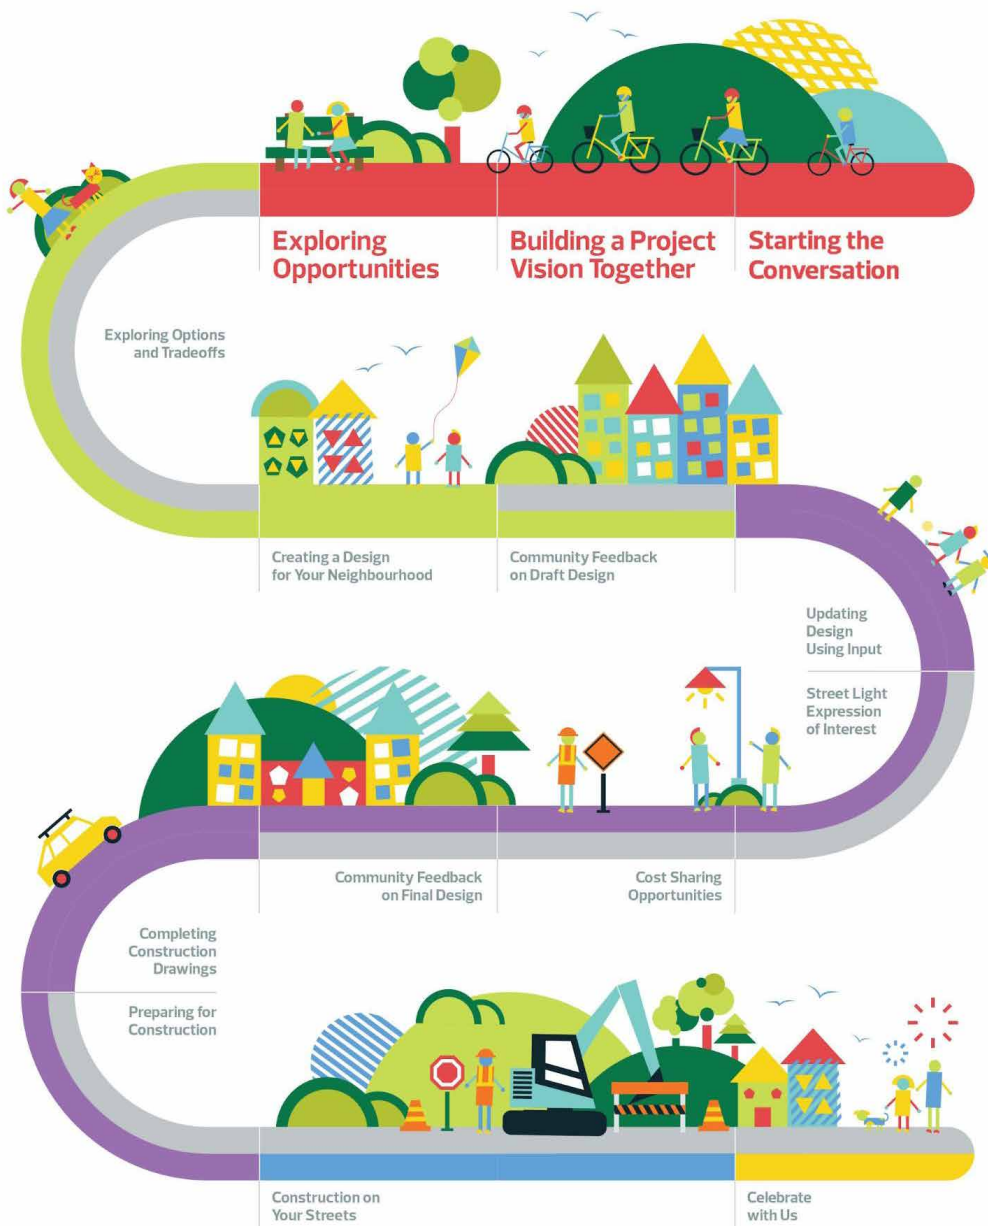 Exploring
Opportunities
Building a Project
Vision Together
Starting the
Conversation
Exploring Options
and Tradeoffs
Creating a Design
for Your Neighbourhood
Community Feedback
on Draft Design
Updating
Design
Using Input
Street Light
Expression
of Interest
Community Feedback
on Final Design
Cost Sharing
Opportunities
Completing
Construction
Drawings
Preparing for
Construction
Construction on
Your Streets
Celebrate
with Us